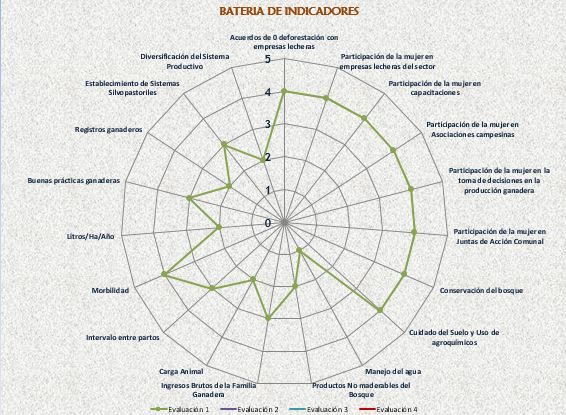 BATERIA DE INDICADORES
Acuerdos de 0 deforestación con
empresas lecheras
Participación de la mujer en
empresas lecheras del sector
Participación de la mujer en
capacitaciones
Participación de la mujer en
Asociaciones campesinas
Participación de la mujer en la
toma de decisiones en la
producción ganadera
Participación de la mujer en
Juntas de Acción Comunal
Conservación del bosque
Cuidado del Suelo y Uso de
agroquímicos
Manejo del agua
Productos No maderables del
Bosque
Ingresos Brutos de la Familia
Ganadera
Carga Animal
Intervalo entre partos
Morbilidad
Litros/Ha/Año
Buenas prácticas ganaderas
Registros ganaderos
Establecimiento de Sistemas
Silvopastoriles
Diversificación del Sistema
Productivo
5
4
3
2
1
0
Evaluación 1 Evaluación 2 Evaluación 3 Evaluación 4